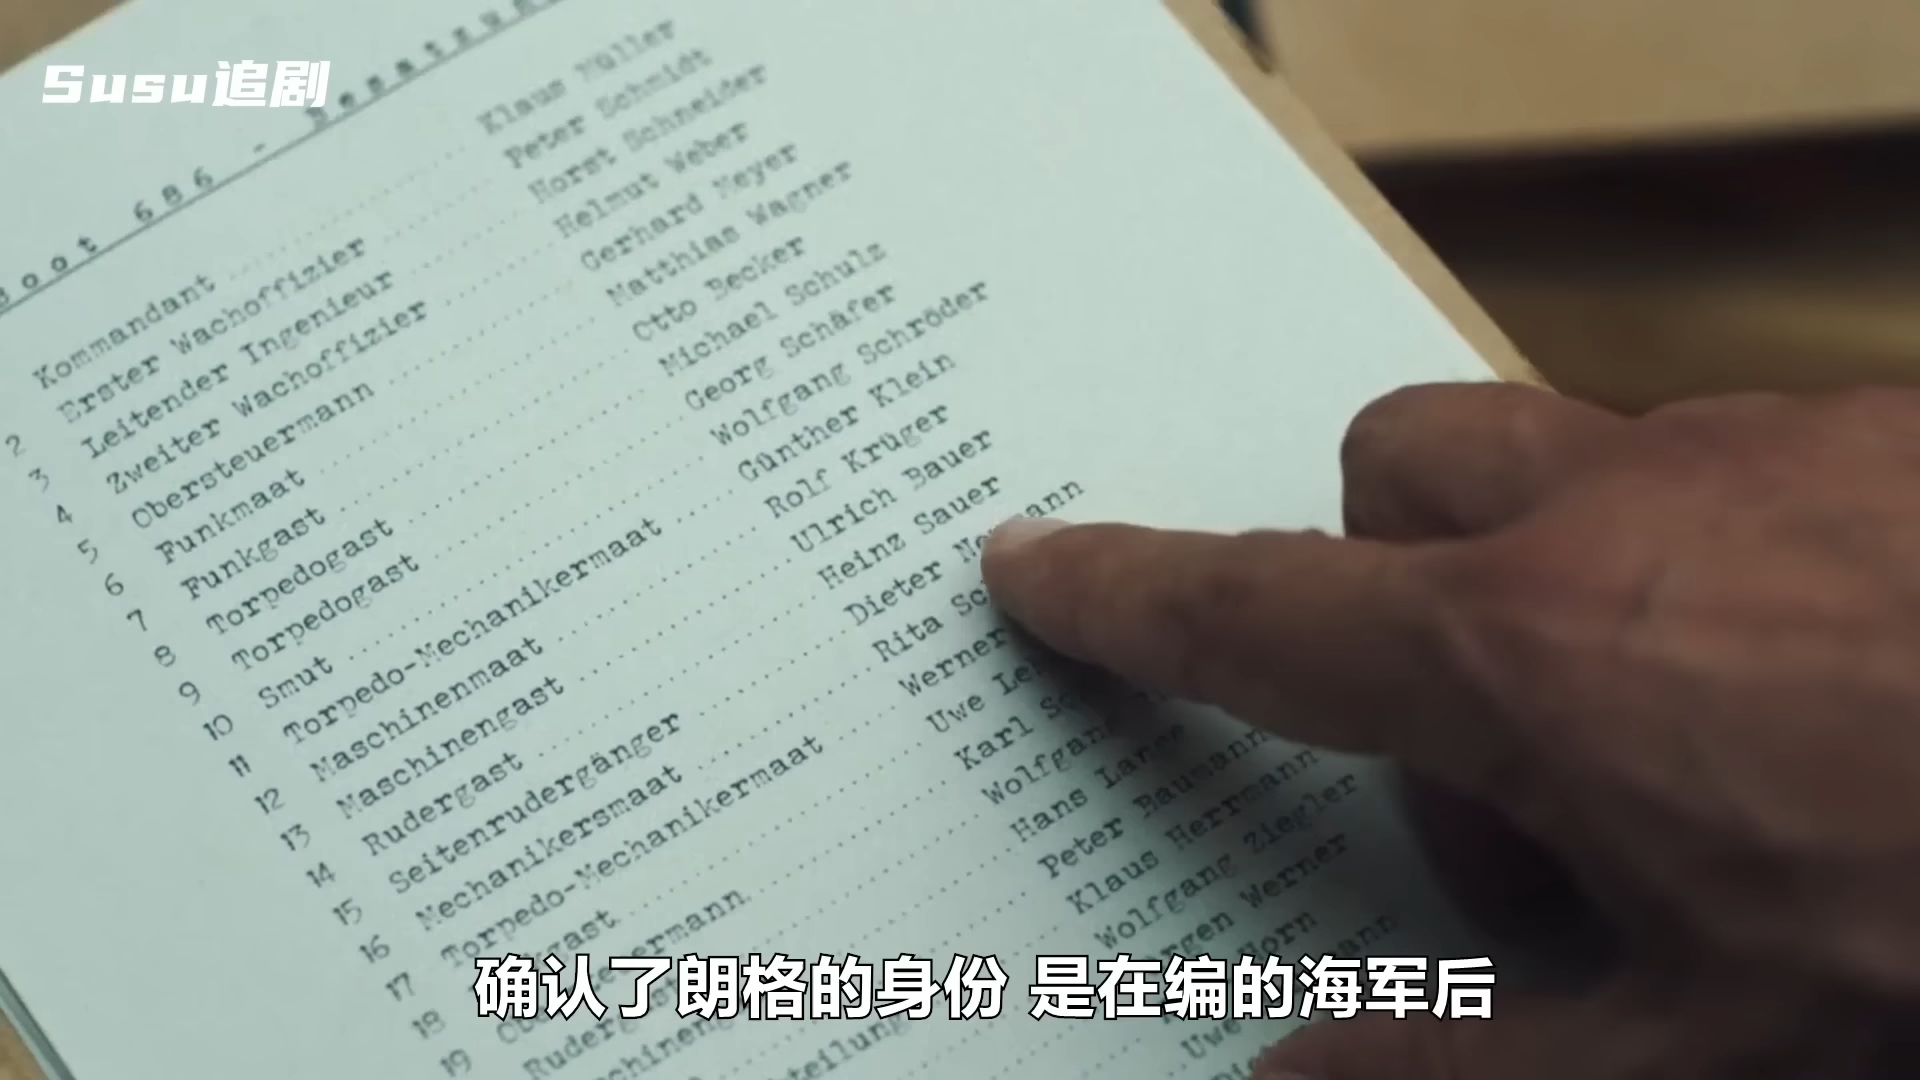 Susu追剧
Boot 686 -
Kommandant Klaus Müller
2 Erster Wachoffizier Peter Schmidt
3 Leitender Ingenieur Horst Schneider
4 Zweiter Wachoffizier Helmut Weber
5 Obersteuermann Gerhard Meyer
6 Funkmaat Matthias Wagner
7 Funkgast Otto Becker
8 Torpedogast Michael Schulz
9 Torpedogast Georg Schäfer
10 Smut Wolfgang Schröder
11 Torpedo-Mechanikermaat Günther Klein
12 Maschinenmaat Rolf Krüger
13 Maschinengast Ulrich Bauer
14 Rudergast Heinz Sauer
15 Seitenrudergänger Dieter
16 Mechanikersmaat Rita
17 Torpedo-Mechanikermaat Werner
18 Uwe
19 Karl
Wolfgang
Hans Lange
Peter Baumann
Klaus Herrmann
Wolfgang Ziegler
Werner
确认了朗格的身份 是在编的海军后